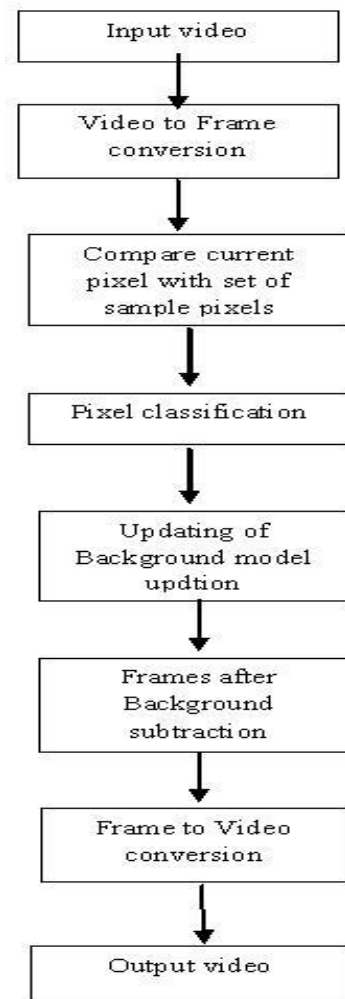 Input video
Video to Frame
conversion
Compare current
pixel with set of
sample pixels
Pixel classification
Updating of
Background model
updtion
Frames after
Background
subtraction
Frame to Video
conversion
Output video